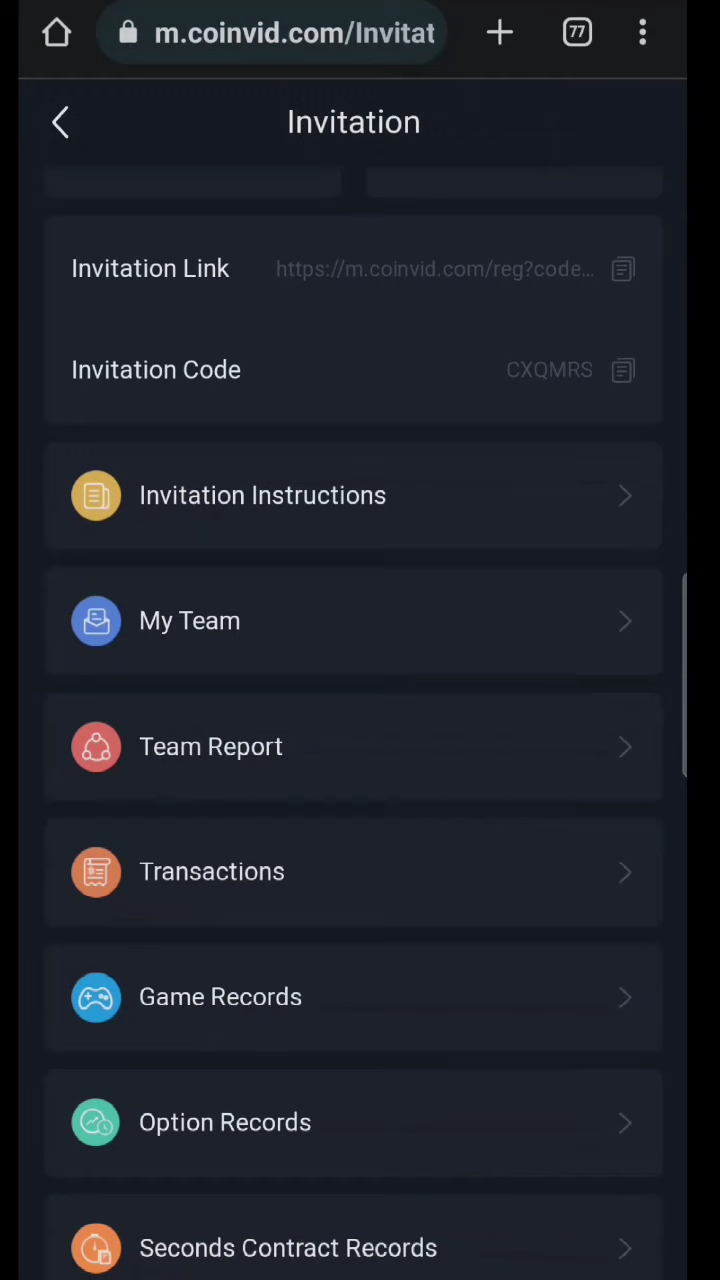 m.coinvid.com/Invitat
77
Invitation
Invitation Link https://m.coinvid.com/reg?code...
Invitation Code CXQMRS
Invitation Instructions
My Team
Team Report
Transactions
Game Records
Option Records
Seconds Contract Records